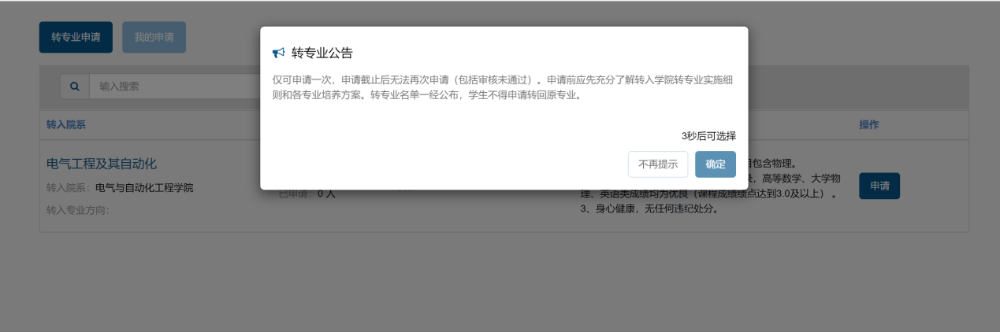 转专业申请
我的申请
转专业公告
仅可申请一次，申请截止后无法再次申请（包括审核未通过）。申请前应先充分了解转入学院转专业实施细
则和各专业培养方案。转专业名单一经公布，学生不得申请转回原专业。
3秒后可选择
不再提示
确定
输入搜索
转入院系
操作
电气工程及其自动化
转入院系：电气与自动化工程学院
转入专业方向：
已申请：0 人
包含物理。
高等数学、大学物
理、英语类成绩均为优良（课程成绩绩点达到3.0及以上）。
3、身心健康，无任何违纪处分。
申请